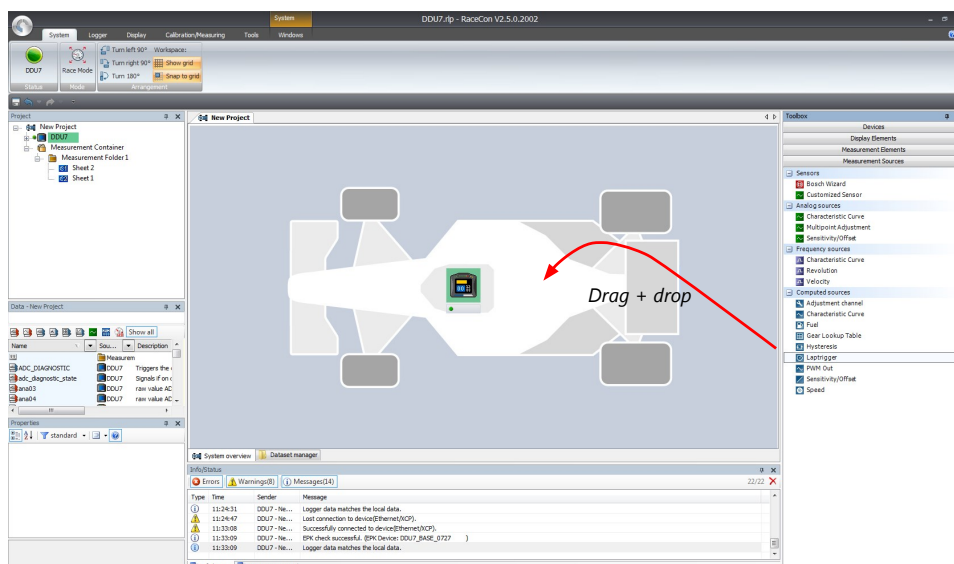 System
DDU7.rlp - RaceCon V2.5.0.2002
System Logger Display Calibration/Measuring Tools Windows
DDU7
Race Mode
Turn left 90° Workspace:
Turn right 90° Show grid
Turn 180° Snap to grid
Status Mode Arrangement
Project
New Project
DDU7
Measurement Container
Measurement Folder 1
Sheet 2
Sheet 1
Data - New Project
Show all
Name Sou... Description
Measurem
ADC_DIAGNOSTIC DDU7 Triggers the
adc_diagnostic_state DDU7 Signals if on
ana03 DDU7 raw value AD
ana04 DDU7 raw value AD
Properties
standard
New Project
Drag + drop
System overview Dataset manager
Info/Status
Errors Warnings(8) Messages(14) 22/22
Type Time Sender Message
11:24:31 DDU7 - Ne... Logger data matches the local data.
11:24:47 DDU7 - Ne... Lost connection to device(Ethernet/XCP).
11:33:08 DDU7 - Ne... Successfully connected to device(Ethernet/XCP).
11:33:09 DDU7 - Ne... EPK check successful. (EPK Device: DDU7_BASE_0727 )
11:33:09 DDU7 - Ne... Logger data matches the local data.
Toolbox
Devices
Display Elements
Measurement Elements
Measurement Sources
Sensors
Bosch Wizard
Customized Sensor
Analog sources
Characteristic Curve
Multipoint Adjustment
Sensitivity/Offset
Frequency sources
Characteristic Curve
Revolution
Velocity
Computed sources
Adjustment channel
Characteristic Curve
Fuel
Gear Lookup Table
Hysteresis
Laptrigger
PWM Out
Sensitivity/Offset
Speed